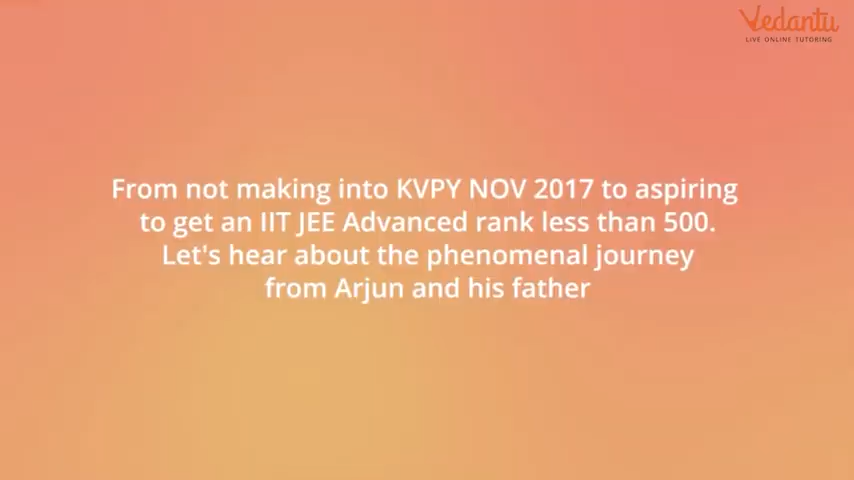 Vedantu
LIVE ONLINE TUTORING
From not making into KVPY NOV 2017 to aspiring
to get an IIT JEE Advanced rank less than 500.
Let's hear about the phenomenal journey
from Arjun and his father